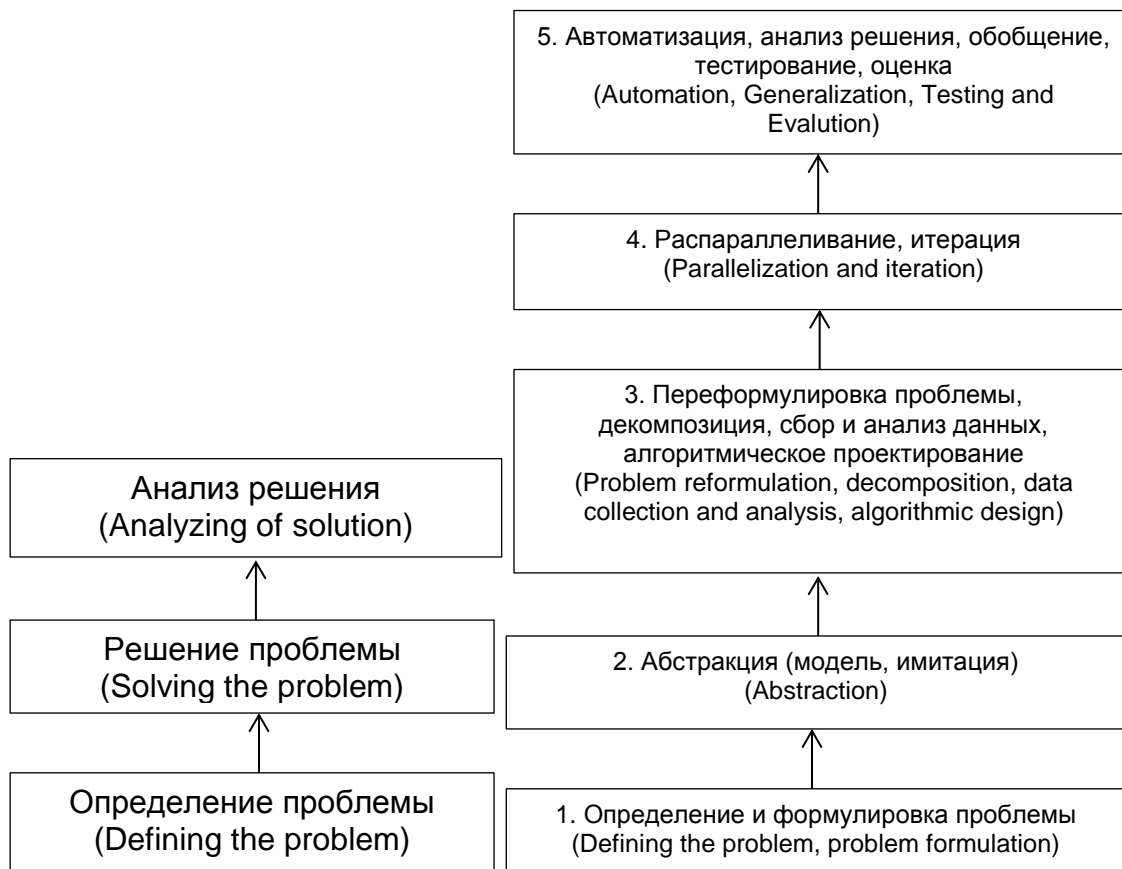 5. Автоматизация, анализ решения, обобщение,
тестирование, оценка
(Automation, Generalization, Testing and
Evalution)
4. Распараллеливание, итерация
(Parallelization and iteration)
3. Переформулировка проблемы,
декомпозиция, сбор и анализ данных,
алгоритмическое проектирование
(Problem reformulation, decomposition, data
collection and analysis, algorithmic design)
Анализ решения
(Analyzing of solution)
Решение проблемы
(Solving the problem)
2. Абстракция (модель, имитация)
(Abstraction)
Определение проблемы
(Defining the problem)
1. Определение и формулировка проблемы
(Defining the problem, problem formulation)